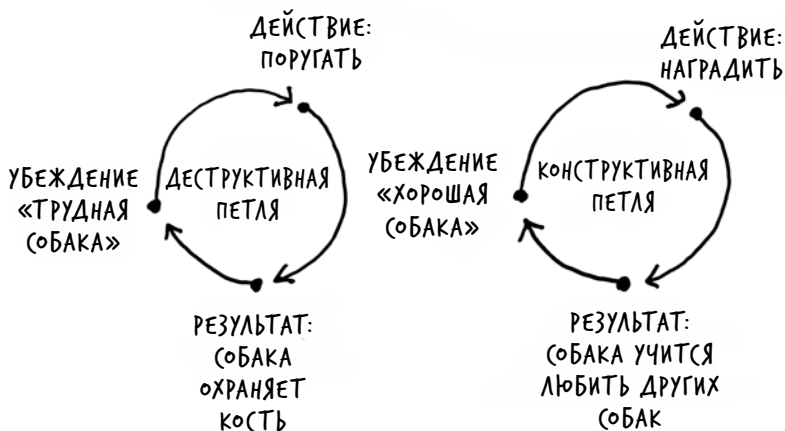 ДЕЙСТВИЕ:
ПОРУГАТЬ
УБЕЖДЕНИЕ
«ТРУДНАЯ
СОБАКА»
ДЕСТРУКТИВНАЯ
ПЕТЛЯ
РЕЗУЛЬТАТ:
СОБАКА
ОХРАНЯЕТ
КОСТЬ
ДЕЙСТВИЕ:
НАГРАДИТЬ
УБЕЖДЕНИЕ
«ХОРОШАЯ
СОБАКА»
КОНСТРУКТИВНАЯ
ПЕТЛЯ
РЕЗУЛЬТАТ:
СОБАКА УЧИТСЯ
ЛЮБИТЬ ДРУГИХ
СОБАК